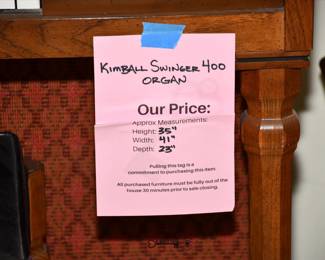 KIMBALL SWINGER 400
ORGAN
Our Price:
Approx Measurements:
Height: 35"
Width: 41"
Depth: 23"
Pulling this tag is a
commitment to purchasing this item
All purchased furniture must be fully out of the
house 30 minutes prior to sale closing.